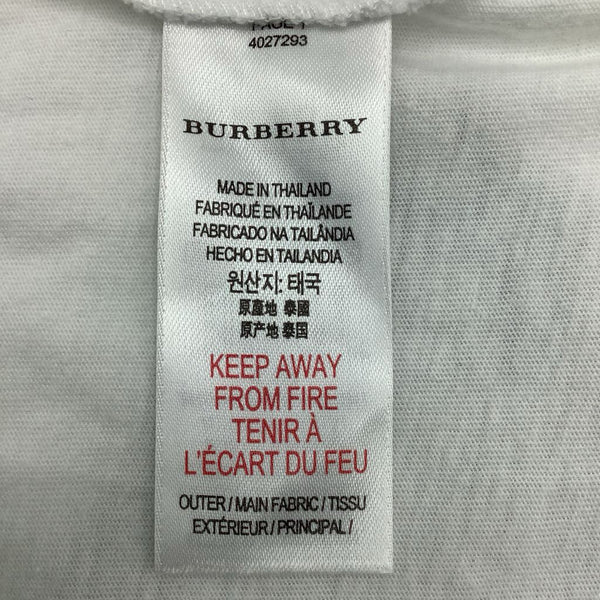 4027293
BURBERRY
MADE IN THAILAND
FABRIQUÉ EN THAÏLANDE
FABRICADO NA TAILÂNDIA
HECHO EN TAILANDIA
원산지: 태국
原產地 泰國
原产地 泰国
KEEP AWAY
FROM FIRE
TENIR À
L'ÉCART DU FEU
OUTER / MAIN FABRIC / TISSU
EXTÉRIEUR / PRINCIPAL /